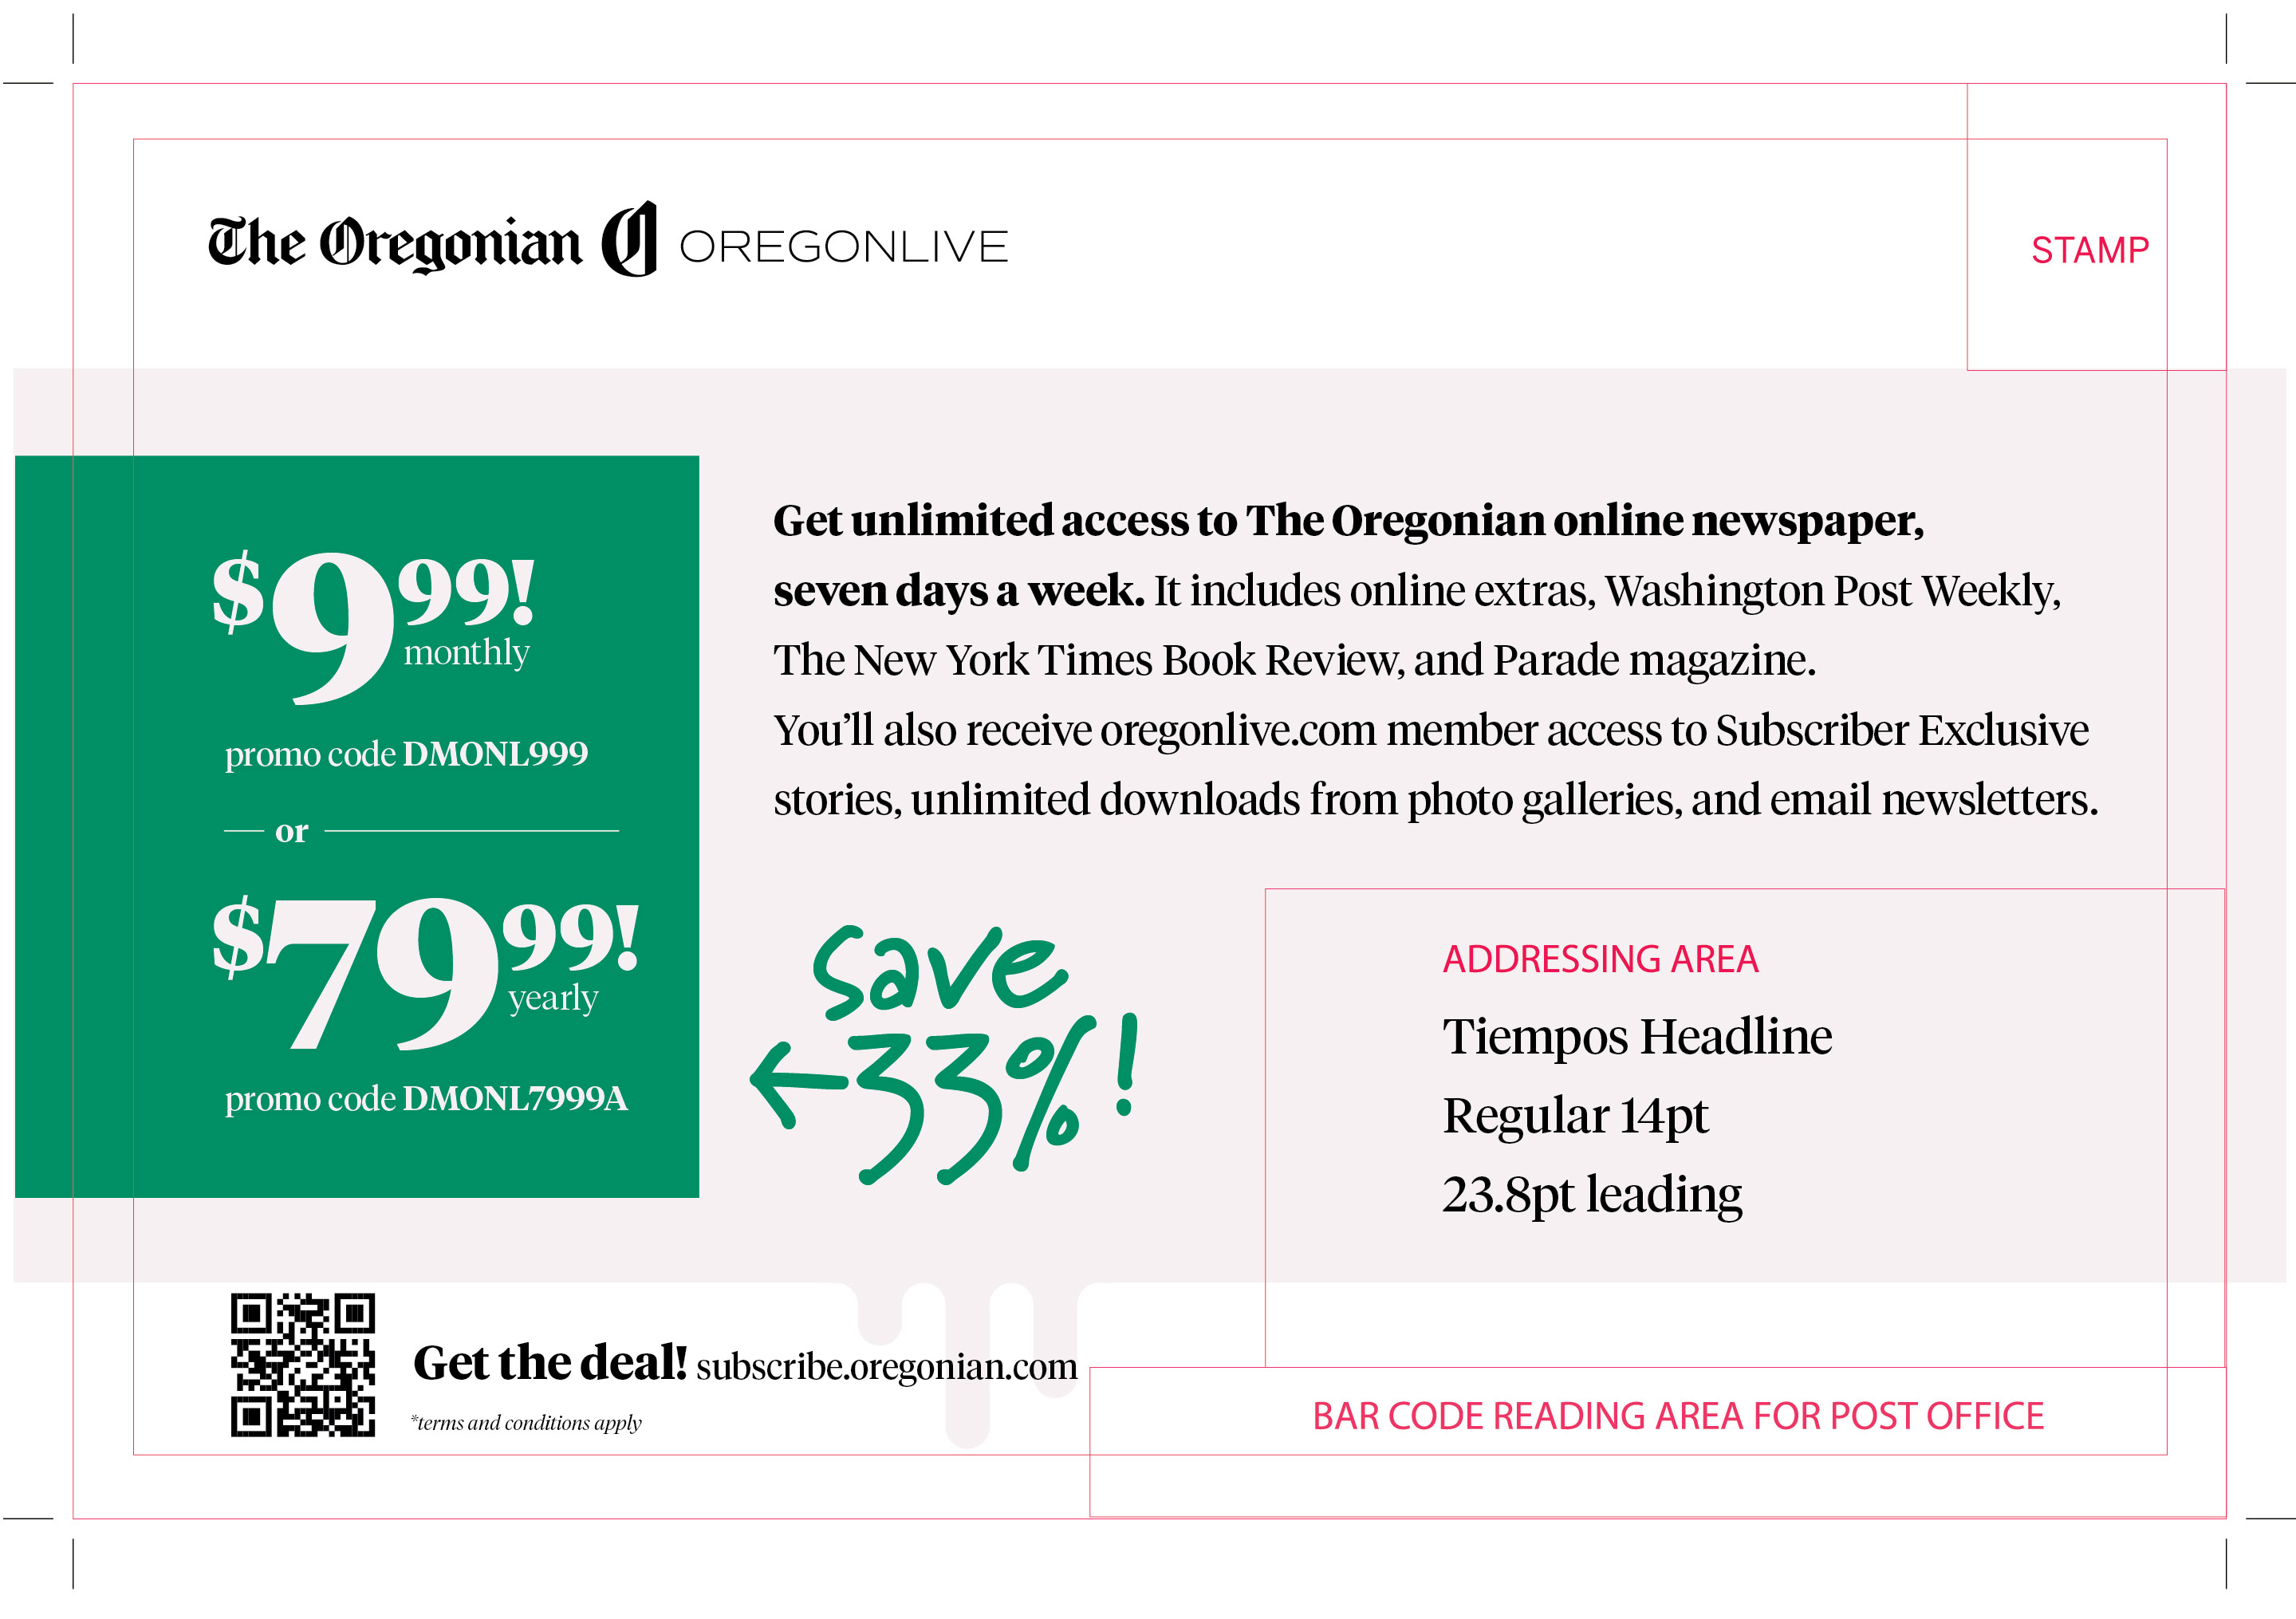 The Oregonian O OREGONLIVE
STAMP
$9 99!
monthly
promo code DMONL999
or
$79 99!
yearly
promo code DMONL7999A
Get unlimited access to The Oregonian online newspaper,
seven days a week. It includes online extras, Washington Post Weekly,
The New York Times Book Review, and Parade magazine.
You’ll also receive oregonlive.com member access to Subscriber Exclusive
stories, unlimited downloads from photo galleries, and email newsletters.
save
←33%!
ADDRESSING AREA
Tiempos Headline
Regular 14pt
23.8pt leading
Get the deal! subscribe.oregonian.com
*terms and conditions apply
BAR CODE READING AREA FOR POST OFFICE